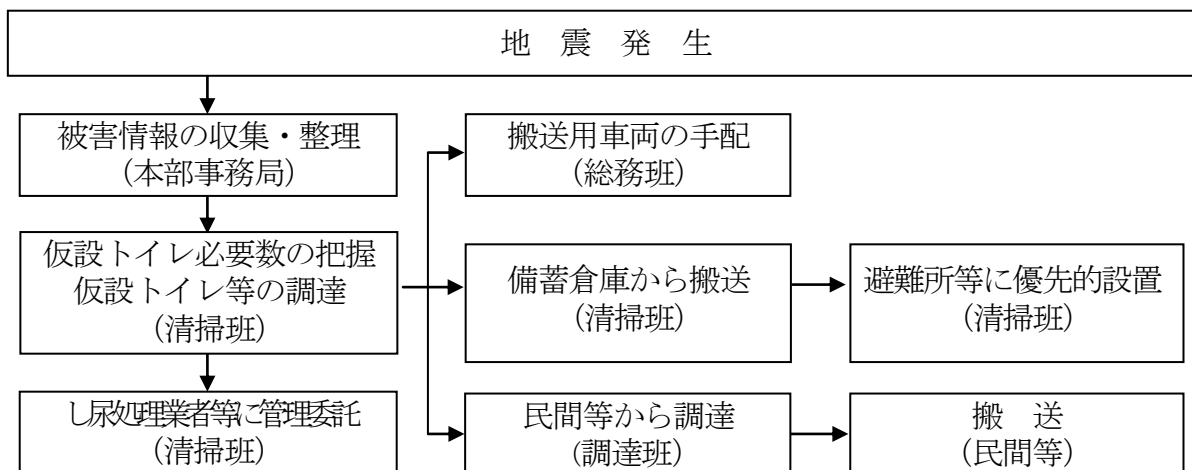 地　震　発　生
被害情報の収集・整理
（本部事務局）
搬送用車両の手配
（総務班）
仮設トイレ必要数の把握
仮設トイレ等の調達
（清掃班）
備蓄倉庫から搬送
（清掃班）
避難所等に優先的設置
（清掃班）
し尿処理業者等に管理委託
（清掃班）
民間等から調達
（調達班）
搬　送
（民間等）